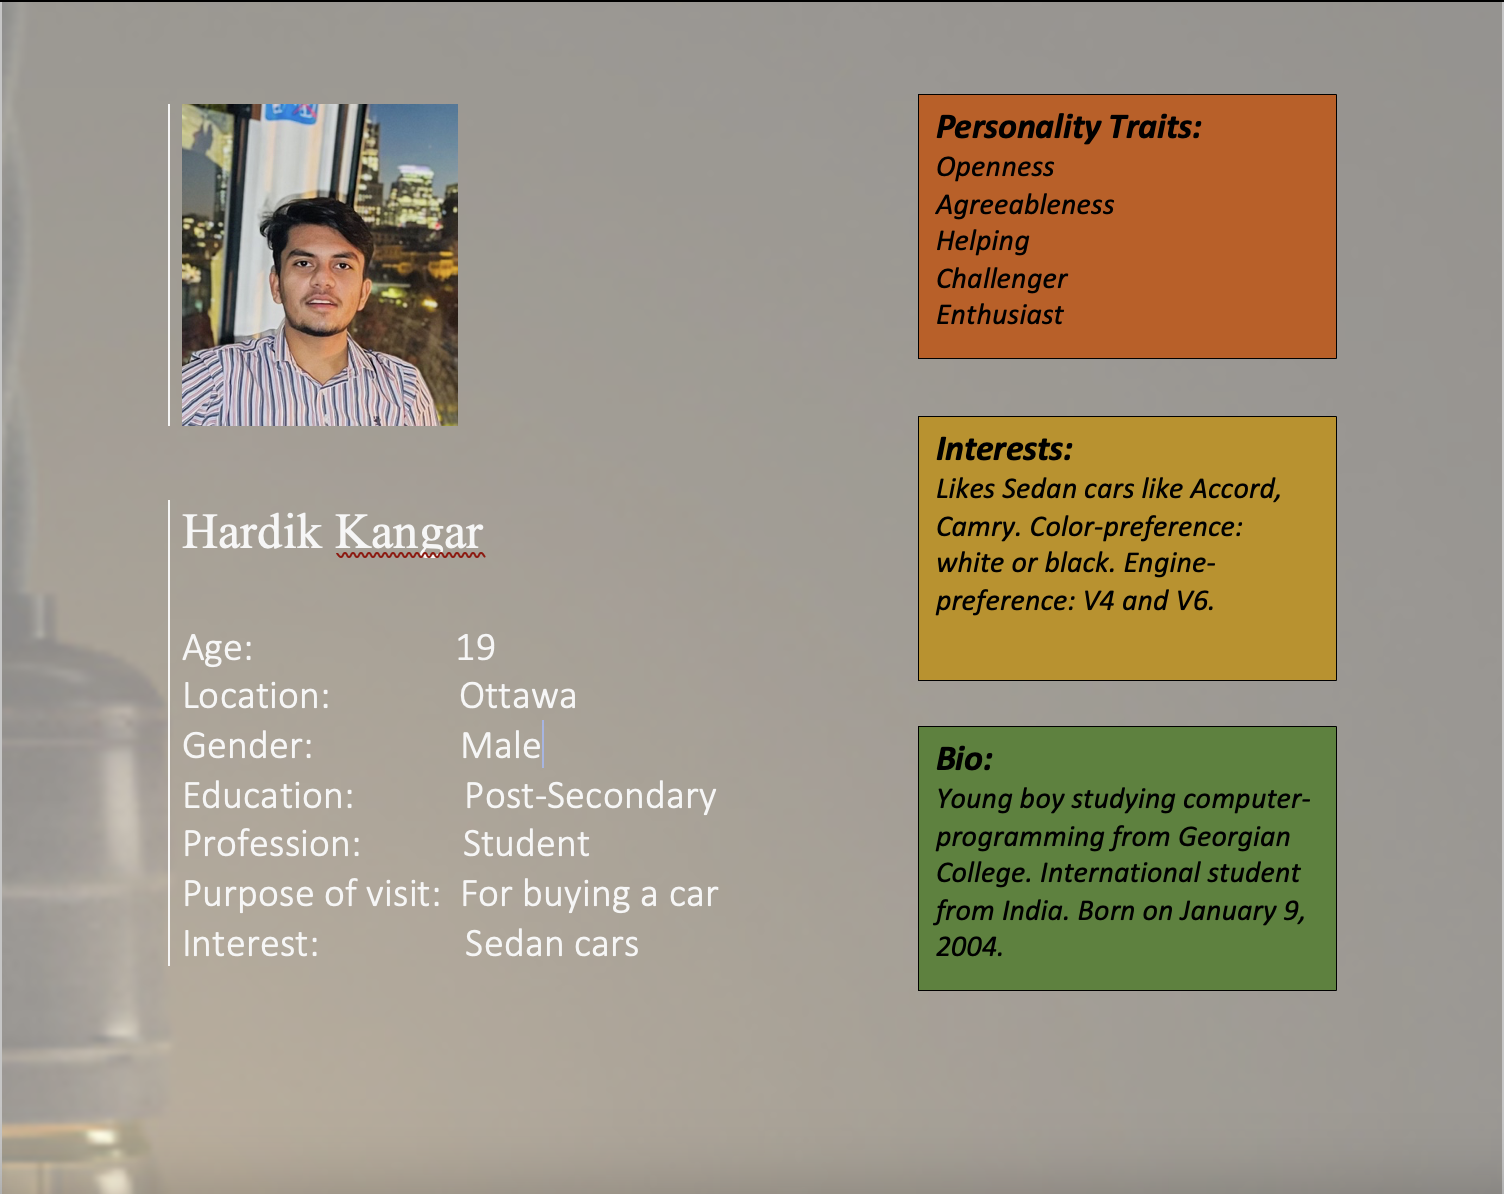 Hardik Kangar
Age: 19
Location: Ottawa
Gender: Male
Education: Post-Secondary
Profession: Student
Purpose of visit: For buying a car
Interest: Sedan cars
Personality Traits:
Openness
Agreeableness
Helping
Challenger
Enthusiast
Interests:
Likes Sedan cars like Accord,
Camry. Color-preference:
white or black. Engine-
preference: V4 and V6.
Bio:
Young boy studying computer-
programming from Georgian
College. International student
from India. Born on January 9,
2004.